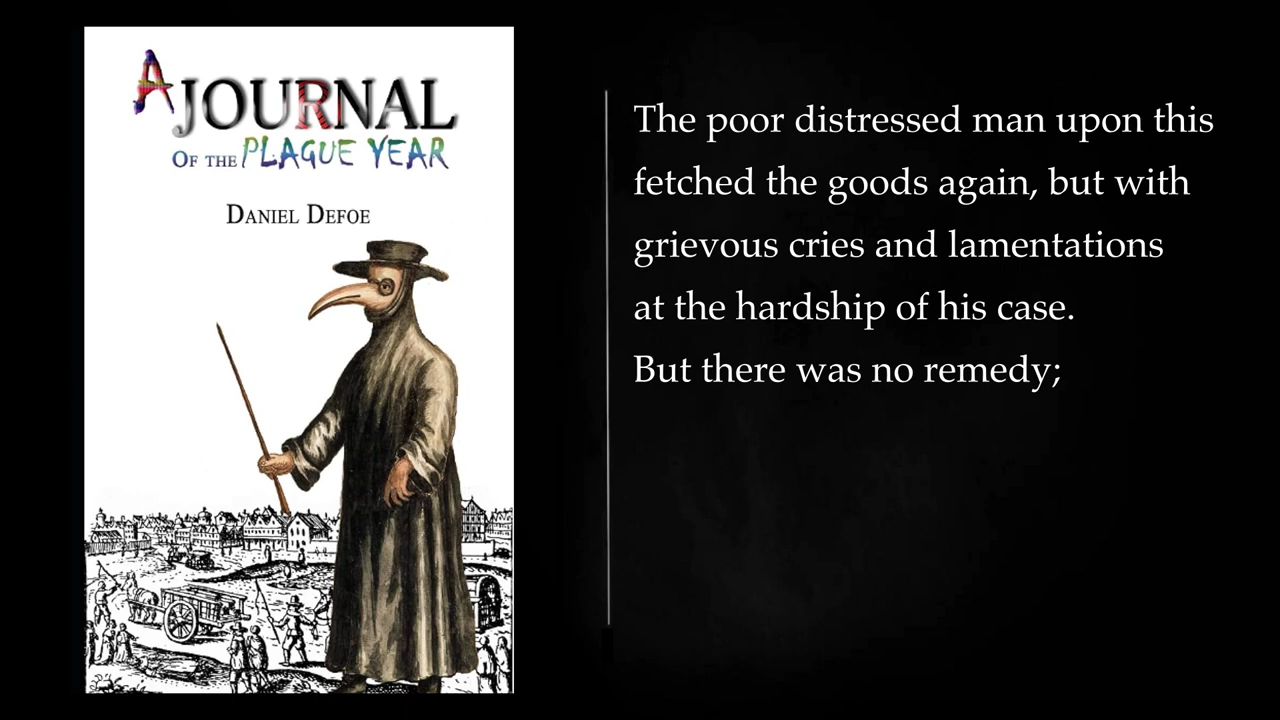 A JOURNAL
OF THE PLAGUE YEAR
DANIEL DEFOE
The poor distressed man upon this
fetched the goods again, but with
grievous cries and lamentations
at the hardship of his case.
But there was no remedy;